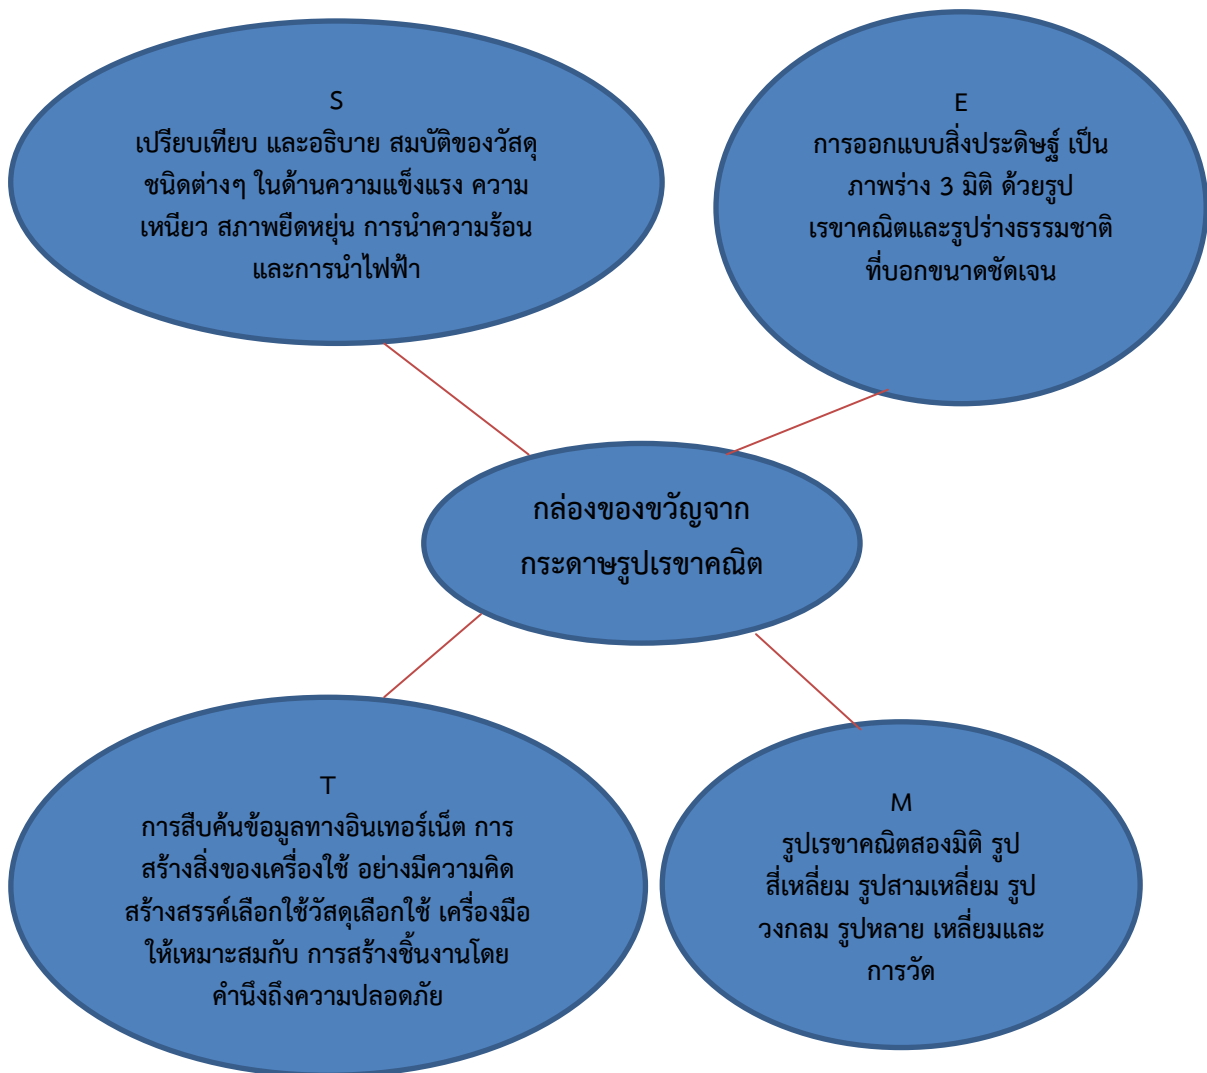 S
เปรียบเทียบ และอธิบาย สมบัติของวัสดุ
ชนิดต่างๆ ในด้านความแข็งแรง ความ
เหนียว สภาพยืดหยุ่น การนำความร้อน
และการนำไฟฟ้า
E
การออกแบบสิ่งประดิษฐ์ เป็น
ภาพร่าง 3 มิติ ด้วยรูป
เรขาคณิตและรูปร่างธรรมชาติ
ที่บอกขนาดชัดเจน
กล่องของขวัญจาก
กระดาษรูปเรขาคณิต
T
การสืบค้นข้อมูลทางอินเทอร์เน็ต การ
สร้างสิ่งของเครื่องใช้ อย่างมีความคิด
สร้างสรรค์เลือกใช้วัสดุเลือกใช้ เครื่องมือ
ให้เหมาะสมกับ การสร้างชิ้นงานโดย
คำนึงถึงความปลอดภัย
M
รูปเรขาคณิตสองมิติ รูป
สี่เหลี่ยม รูปสามเหลี่ยม รูป
วงกลม รูปหลาย เหลี่ยมและ
การวัด